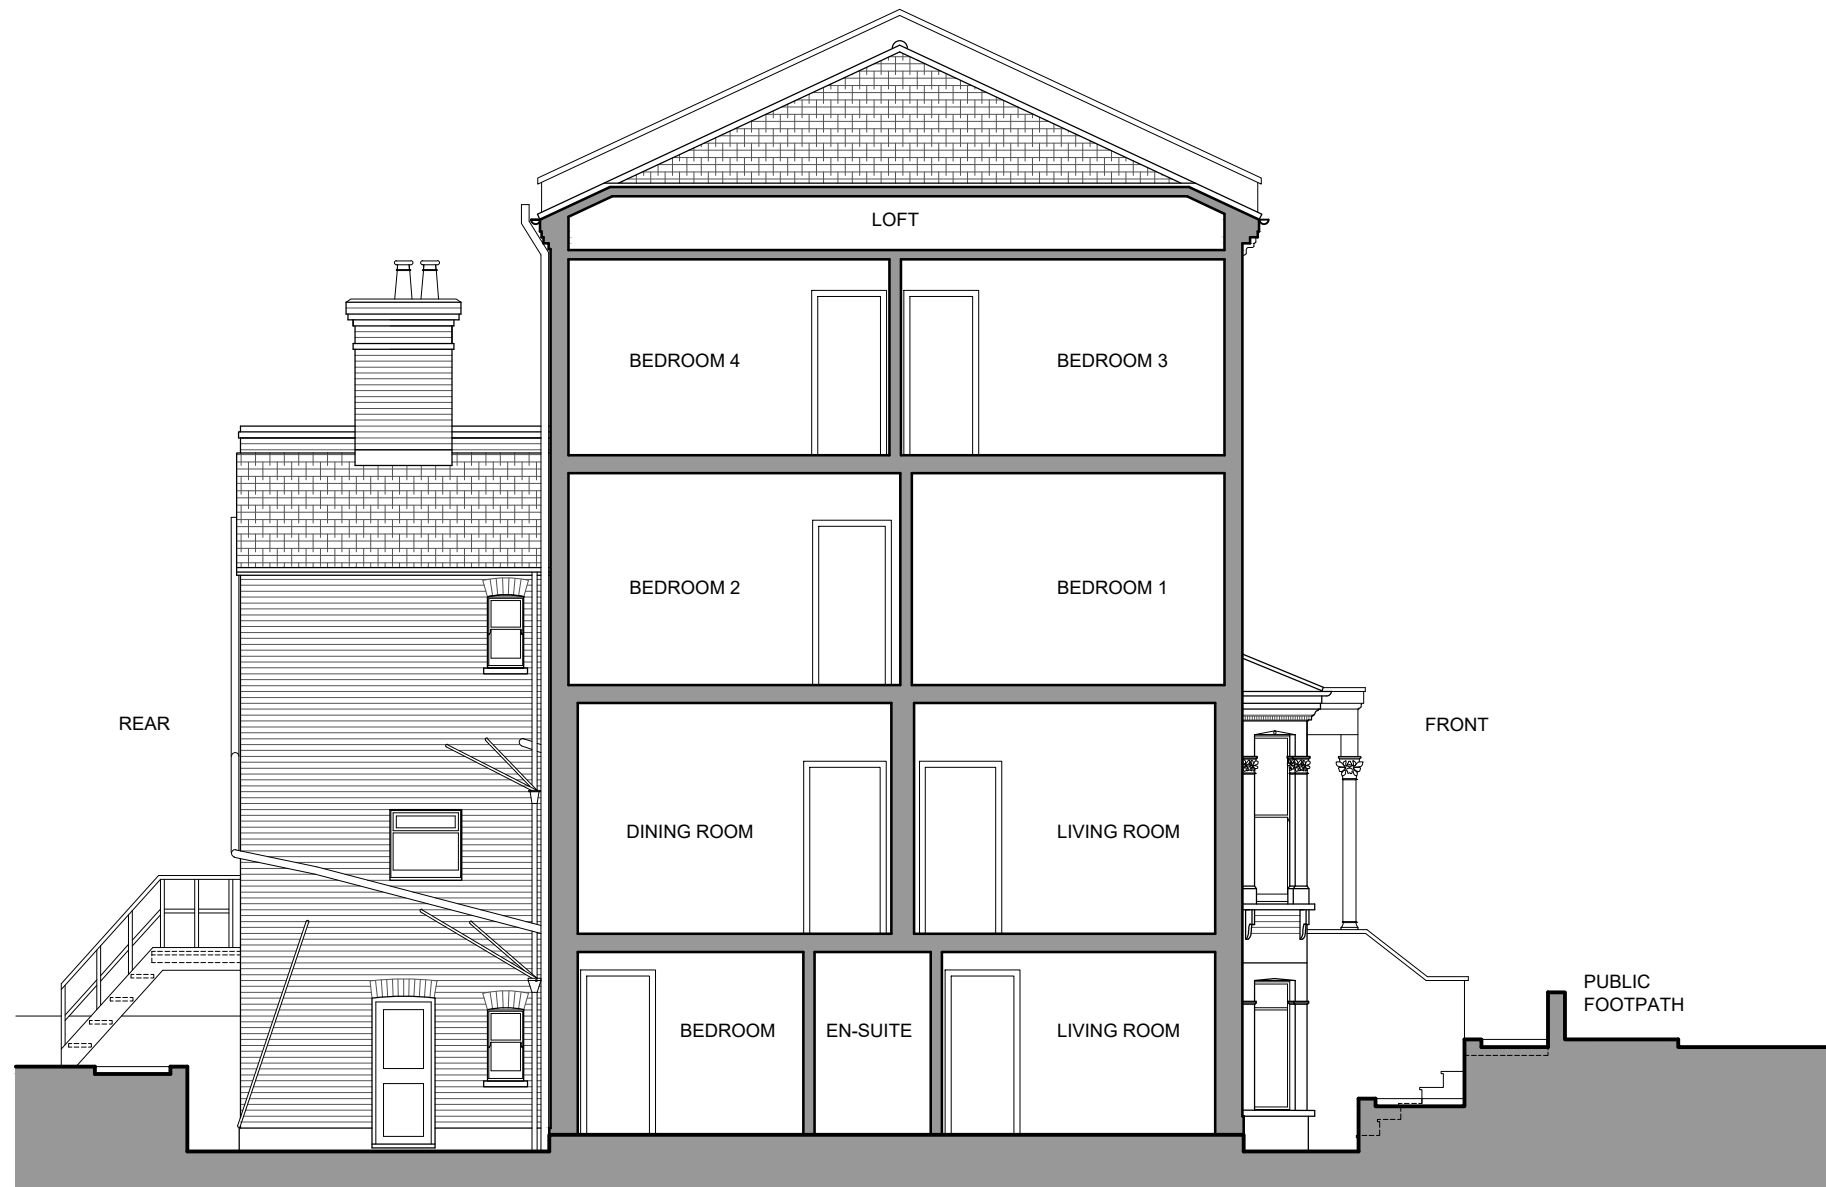 LOFT
BEDROOM 4
BEDROOM 3
BEDROOM 2
BEDROOM 1
REAR
FRONT
DINING ROOM
LIVING ROOM
PUBLIC
FOOTPATH
BEDROOM
EN-SUITE
LIVING ROOM